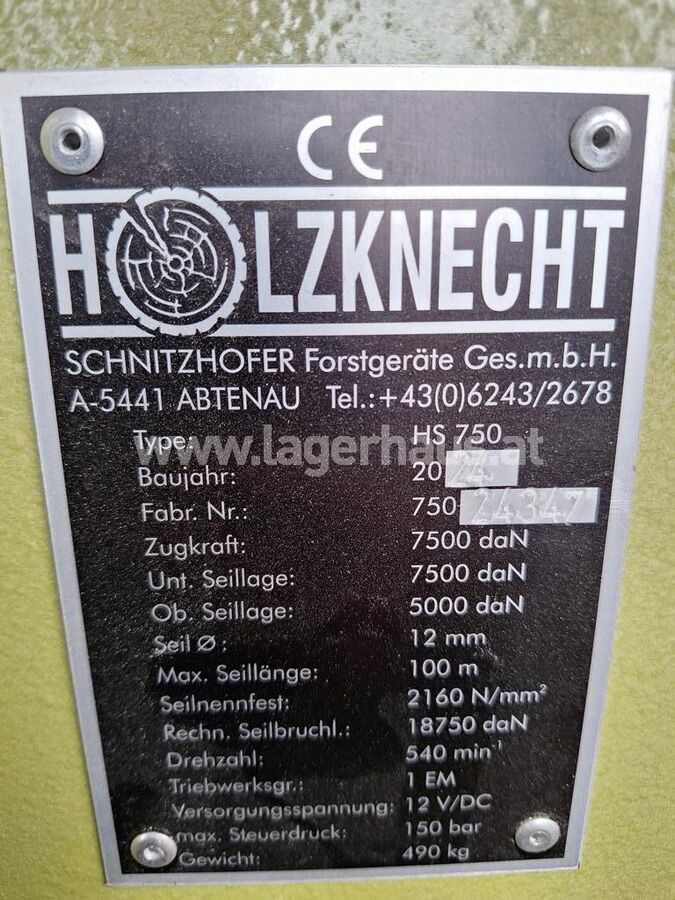 CE
HOLZKNECHT
SCHNITZHOFER Forstgeräte Ges.m.b.H.
A-5441 ABTENAU Tel.:+43(0)6243/2678
Type: HS 750
www.lagerhaus.at
Baujahr: 2024
Fabr. Nr.: 750 24347
Zugkraft: 7500 daN
Unt. Seillage: 7500 daN
Ob. Seillage: 5000 daN
Seil Ø : 12 mm
Max. Seillänge: 100 m
Seilnennfest: 2160 N/mm²
Rechn. Seilbruchl.: 18750 daN
Drehzahl: 540 min⁻¹
Triebwerksgr.: 1 EM
Versorgungsspannung: 12 V/DC
max. Steuerdruck: 150 bar
Gewicht: 490 kg